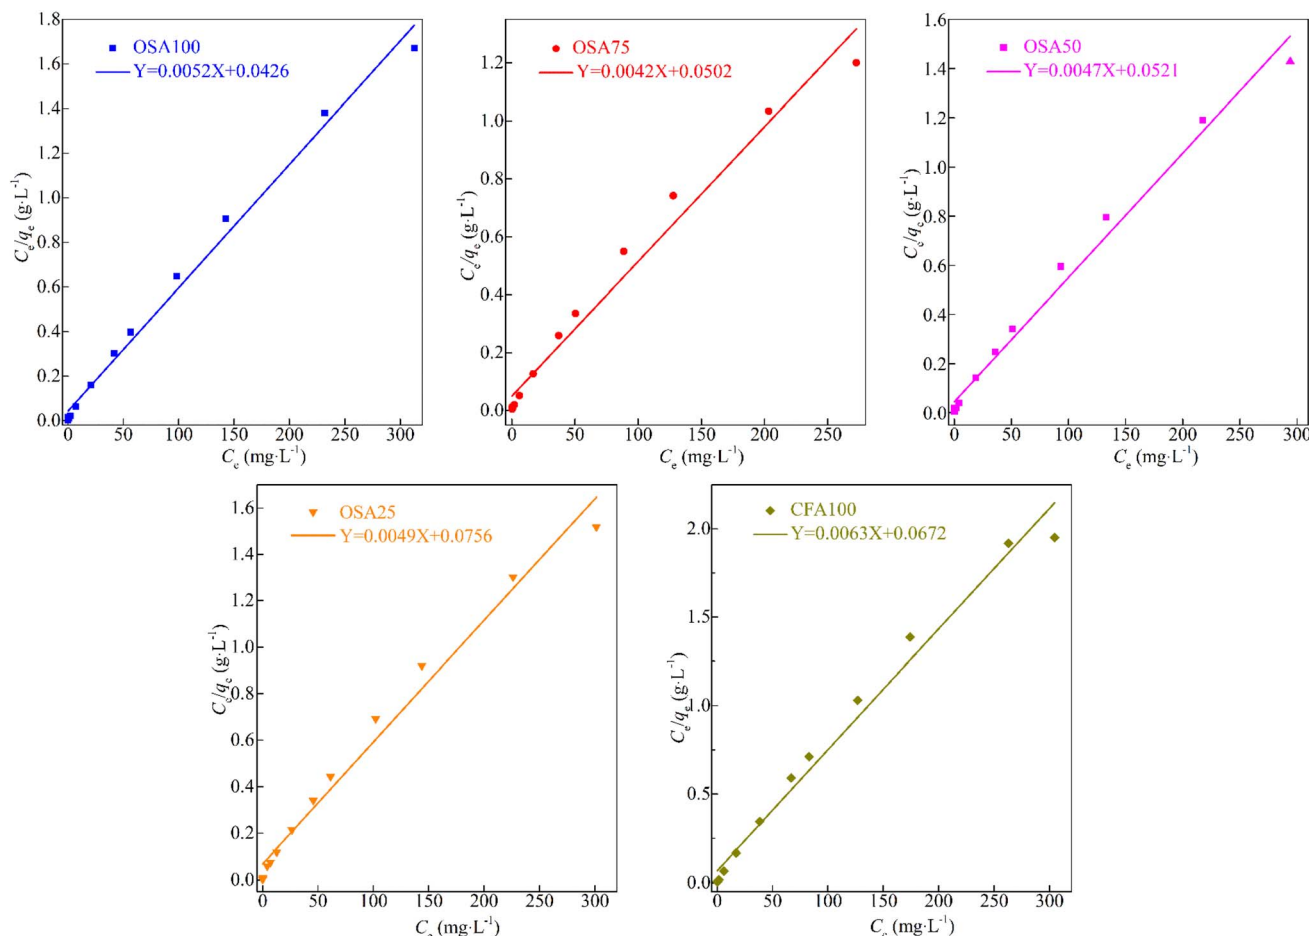 1.8
1.6
1.4
1.2
1.0
0.8
0.6
0.4
0.2
0.0
OSA100
Y=0.0052X+0.0426
Cₑ/qₑ (g·L⁻¹)
0 50 100 150 200 250 300
Cₑ (mg·L⁻¹)
1.2
1.0
0.8
0.6
0.4
0.2
0.0
OSA75
Y=0.0042X+0.0502
Cₑ/qₑ (g·L⁻¹)
0 50 100 150 200 250
Cₑ (mg·L⁻¹)
1.6
1.4
1.2
1.0
0.8
0.6
0.4
0.2
0.0
OSA50
Y=0.0047X+0.0521
Cₑ/qₑ (g·L⁻¹)
0 50 100 150 200 250 300
Cₑ (mg·L⁻¹)
1.6
1.4
1.2
1.0
0.8
0.6
0.4
0.2
0.0
OSA25
Y=0.0049X+0.0756
Cₑ/qₑ (g·L⁻¹)
0 50 100 150 200 250 300
Cₑ (mg·L⁻¹)
2.0
1.5
1.0
0.5
0.0
CFA100
Y=0.0063X+0.0672
Cₑ/qₑ (g·L⁻¹)
0 50 100 150 200 250 300
Cₑ (mg·L⁻¹)